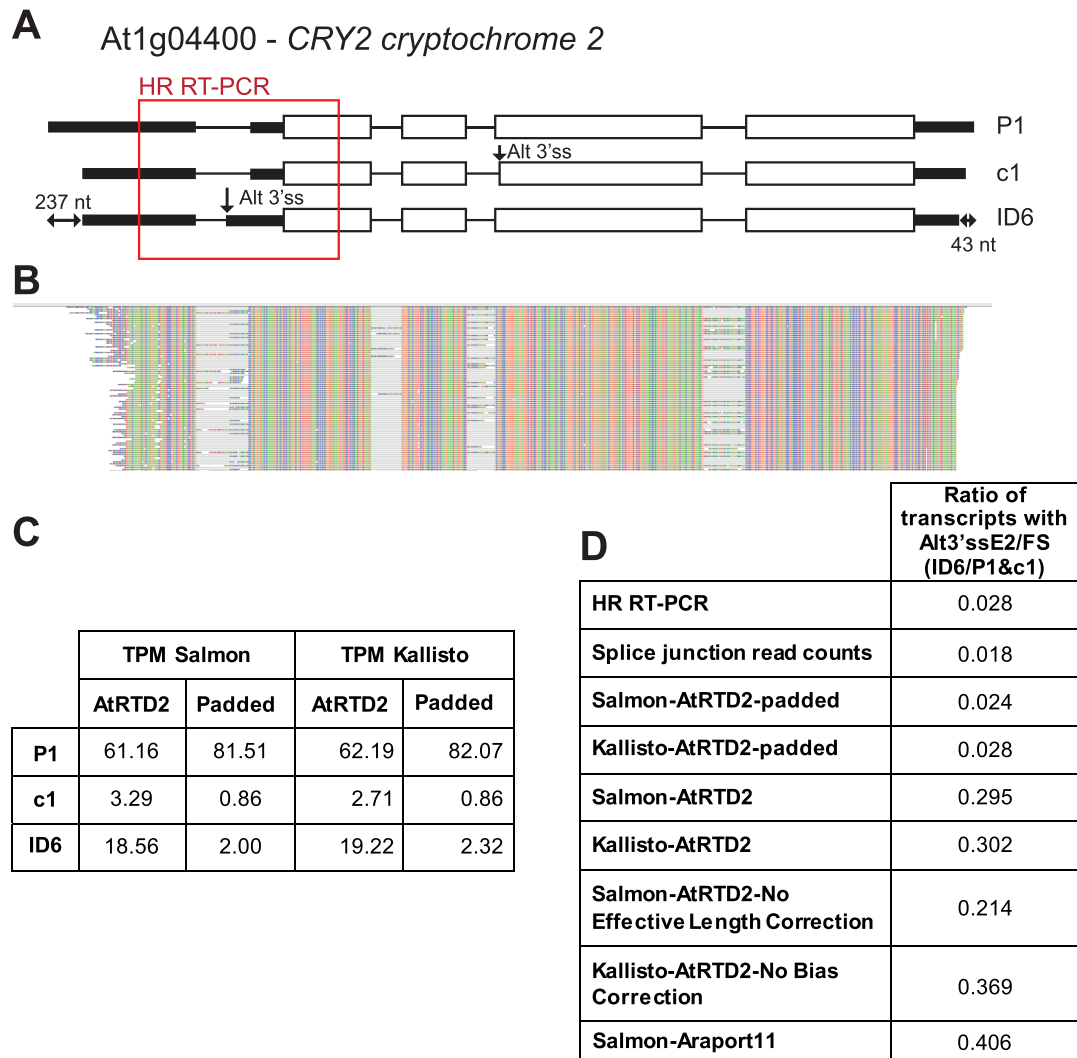 A
At1g04400 - CRY2 cryptochrome 2
HR RT-PCR
P1
Alt 3'ss
c1
237 nt
Alt 3'ss
ID6
43 nt
B
C
TPM Salmon TPM Kallisto
AtRTD2 Padded AtRTD2 Padded
P1 61.16 81.51 62.19 82.07
c1 3.29 0.86 2.71 0.86
ID6 18.56 2.00 19.22 2.32
D
Ratio of
transcripts with
Alt3'ssE2/FS
(ID6/P1&c1)
HR RT-PCR 0.028
Splice junction read counts 0.018
Salmon-AtRTD2-padded 0.024
Kallisto-AtRTD2-padded 0.028
Salmon-AtRTD2 0.295
Kallisto-AtRTD2 0.302
Salmon-AtRTD2-No
Effective Length Correction 0.214
Kallisto-AtRTD2-No Bias
Correction 0.369
Salmon-Araport11 0.406